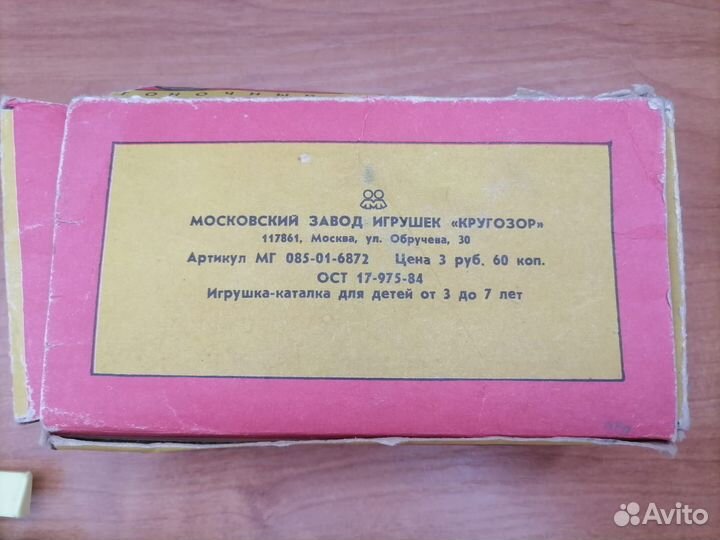 ГОНОЧНЫЙ
МОСКОВСКИЙ ЗАВОД ИГРУШЕК «КРУГОЗОР»
117861, Москва, ул. Обручева, 30
Артикул МГ 085-01-6872 Цена 3 руб. 60 коп.
ОСТ 17-975-84
Игрушка-каталка для детей от 3 до 7 лет
Avito